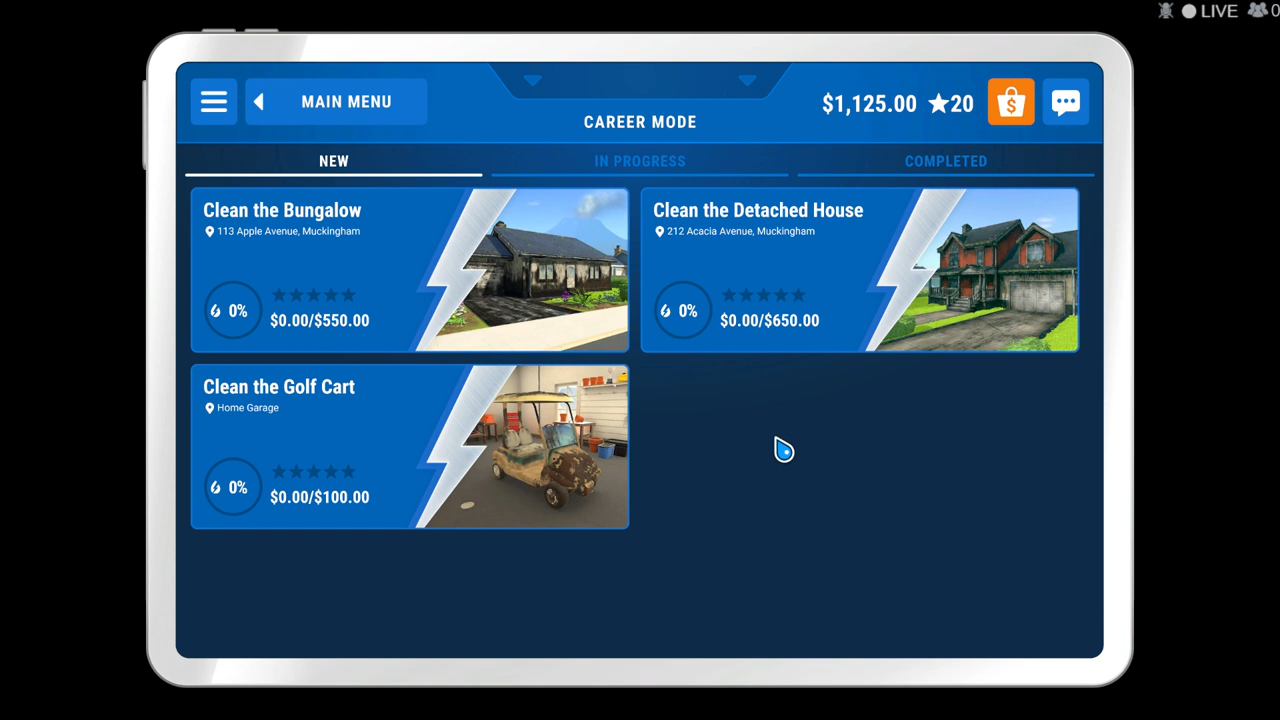 LIVE 0
MAIN MENU
CAREER MODE
$1,125.00 ★20
$
NEW
IN PROGRESS
COMPLETED
Clean the Bungalow
113 Apple Avenue, Muckingham
0%
$0.00/$550.00
Clean the Detached House
212 Acacia Avenue, Muckingham
0%
$0.00/$650.00
Clean the Golf Cart
Home Garage
0%
$0.00/$100.00